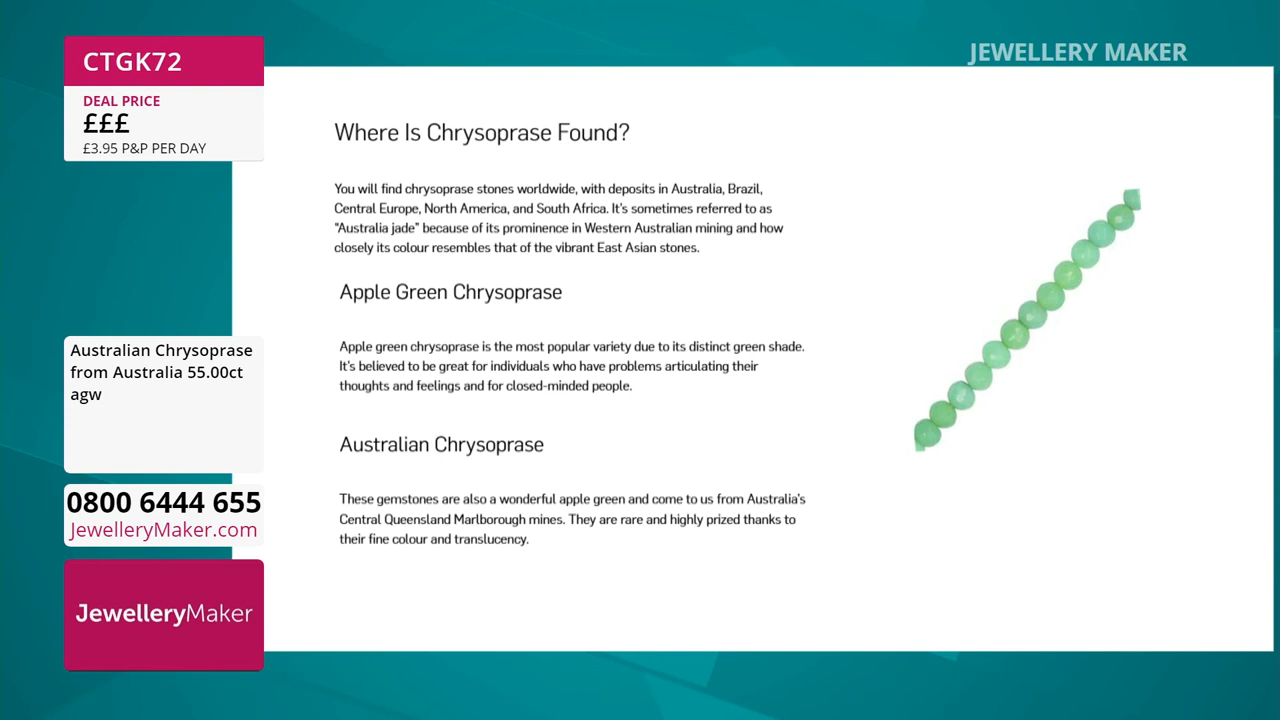 CTGK72
DEAL PRICE
£££
£3.95 P&P PER DAY
JEWELLERY MAKER
Where Is Chrysoprase Found?
You will find chrysoprase stones worldwide, with deposits in Australia, Brazil,
Central Europe, North America, and South Africa. It's sometimes referred to as
"Australia jade" because of its prominence in Western Australian mining and how
closely its colour resembles that of the vibrant East Asian stones.
Apple Green Chrysoprase
Apple green chrysoprase is the most popular variety due to its distinct green shade.
It's believed to be great for individuals who have problems articulating their
thoughts and feelings and for closed-minded people.
Australian Chrysoprase
These gemstones are also a wonderful apple green and come to us from Australia's
Central Queensland Marlborough mines. They are rare and highly prized thanks to
their fine colour and translucency.
Australian Chrysoprase
from Australia 55.00ct
agw
0800 6444 655
JewelleryMaker.com
JewelleryMaker